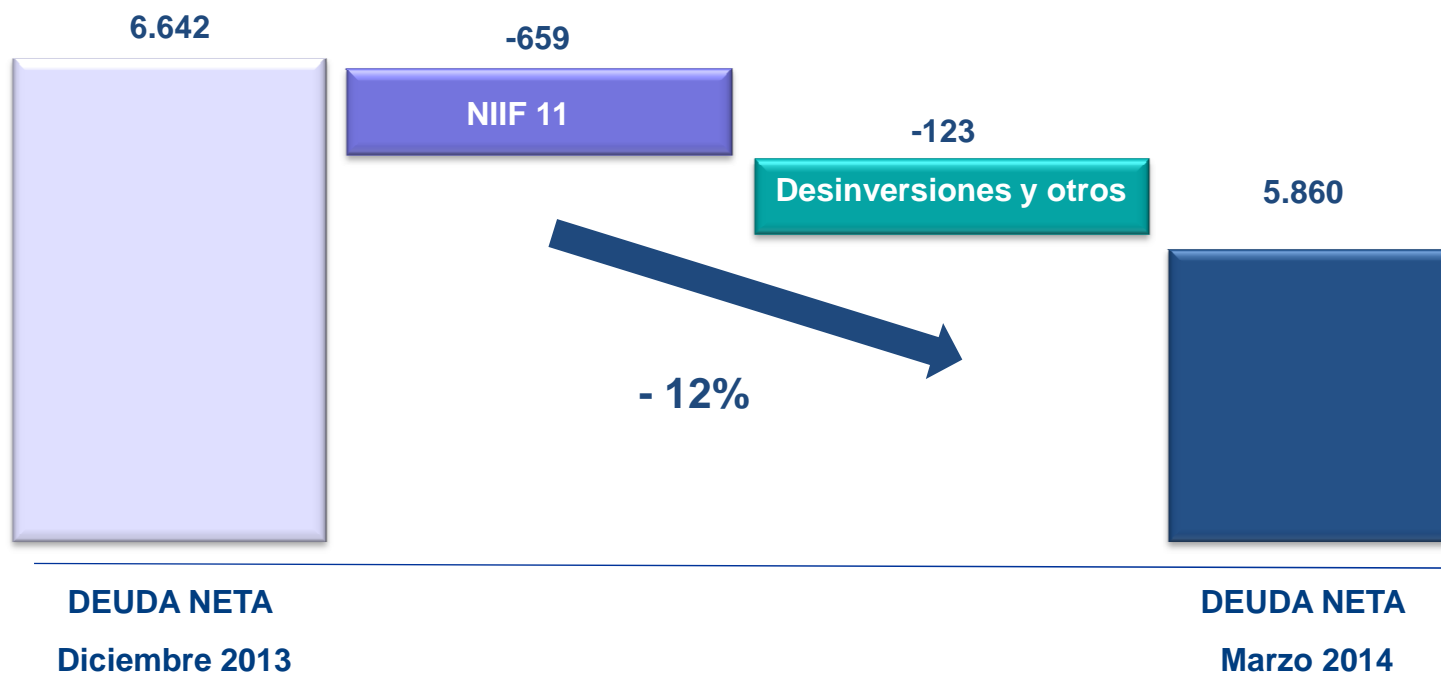 6.642
-659
NIIF 11
-123
Desinversiones y otros
5.860
- 12%
DEUDA NETA
Diciembre 2013
DEUDA NETA
Marzo 2014